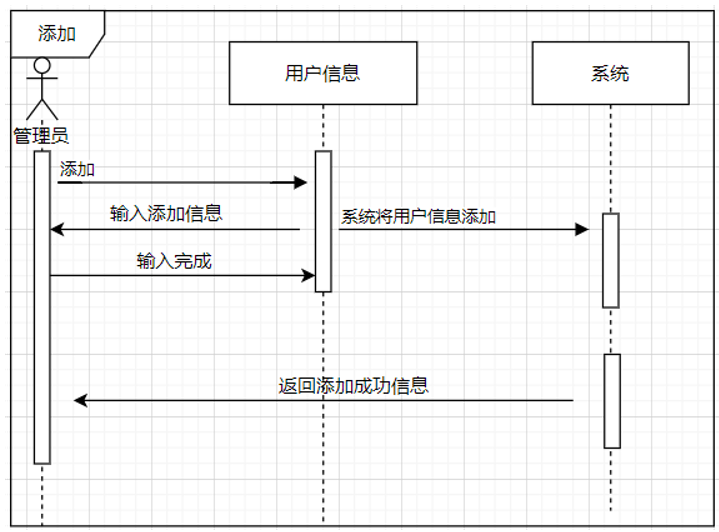 添加
用户信息
系统
管理员
添加
输入添加信息
系统将用户信息添加
输入完成
返回添加成功信息